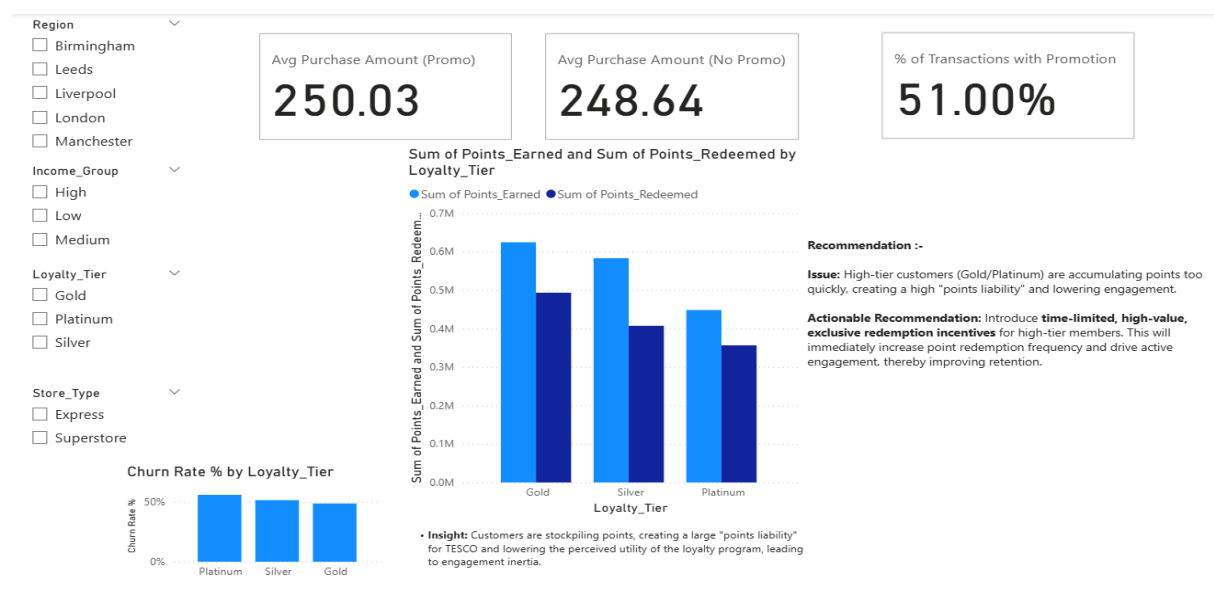 Region
Birmingham
Leeds
Liverpool
London
Manchester
Income_Group
High
Low
Medium
Loyalty_Tier
Gold
Platinum
Silver
Store_Type
Express
Superstore
Avg Purchase Amount (Promo)
250.03
Avg Purchase Amount (No Promo)
248.64
% of Transactions with Promotion
51.00%
Sum of Points_Earned and Sum of Points_Redeemed by
Loyalty_Tier
Sum of Points_Earned Sum of Points_Redeemed
Sum of Points_Earned and Sum of Points_Redeem...
0.7M
0.6M
0.5M
0.4M
0.3M
0.2M
0.1M
0.0M
Gold Silver Platinum
Loyalty_Tier
• Insight: Customers are stockpiling points, creating a large "points liability"
for TESCO and lowering the perceived utility of the loyalty program, leading
to engagement inertia.
Recommendation :-
Issue: High-tier customers (Gold/Platinum) are accumulating points too
quickly, creating a high "points liability" and lowering engagement.
Actionable Recommendation: Introduce time-limited, high-value,
exclusive redemption incentives for high-tier members. This will
immediately increase point redemption frequency and drive active
engagement, thereby improving retention.
Churn Rate % by Loyalty_Tier
Churn Rate %
50%
0%
Platinum Silver Gold